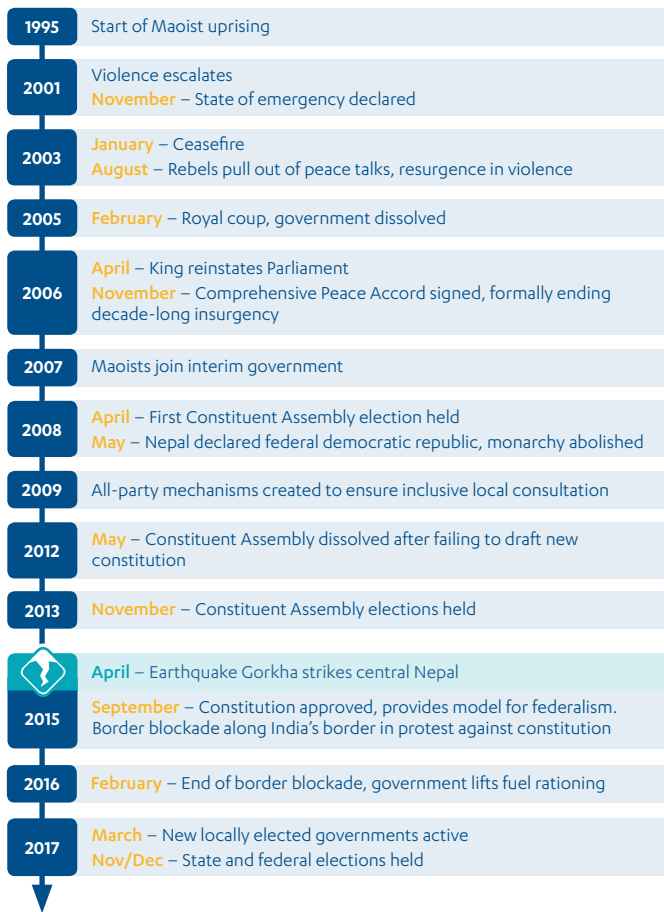 1995
Start of Maoist uprising
2001
Violence escalates
November – State of emergency declared
2003
January – Ceasefire
August – Rebels pull out of peace talks, resurgence in violence
2005
February – Royal coup, government dissolved
2006
April – King reinstates Parliament
November – Comprehensive Peace Accord signed, formally ending
decade-long insurgency
2007
Maoists join interim government
2008
April – First Constituent Assembly election held
May – Nepal declared federal democratic republic, monarchy abolished
2009
All-party mechanisms created to ensure inclusive local consultation
2012
May – Constituent Assembly dissolved after failing to draft new
constitution
2013
November – Constituent Assembly elections held
April – Earthquake Gorkha strikes central Nepal
2015
September – Constitution approved, provides model for federalism.
Border blockade along India's border in protest against constitution
2016
February – End of border blockade, government lifts fuel rationing
2017
March – New locally elected governments active
Nov/Dec – State and federal elections held